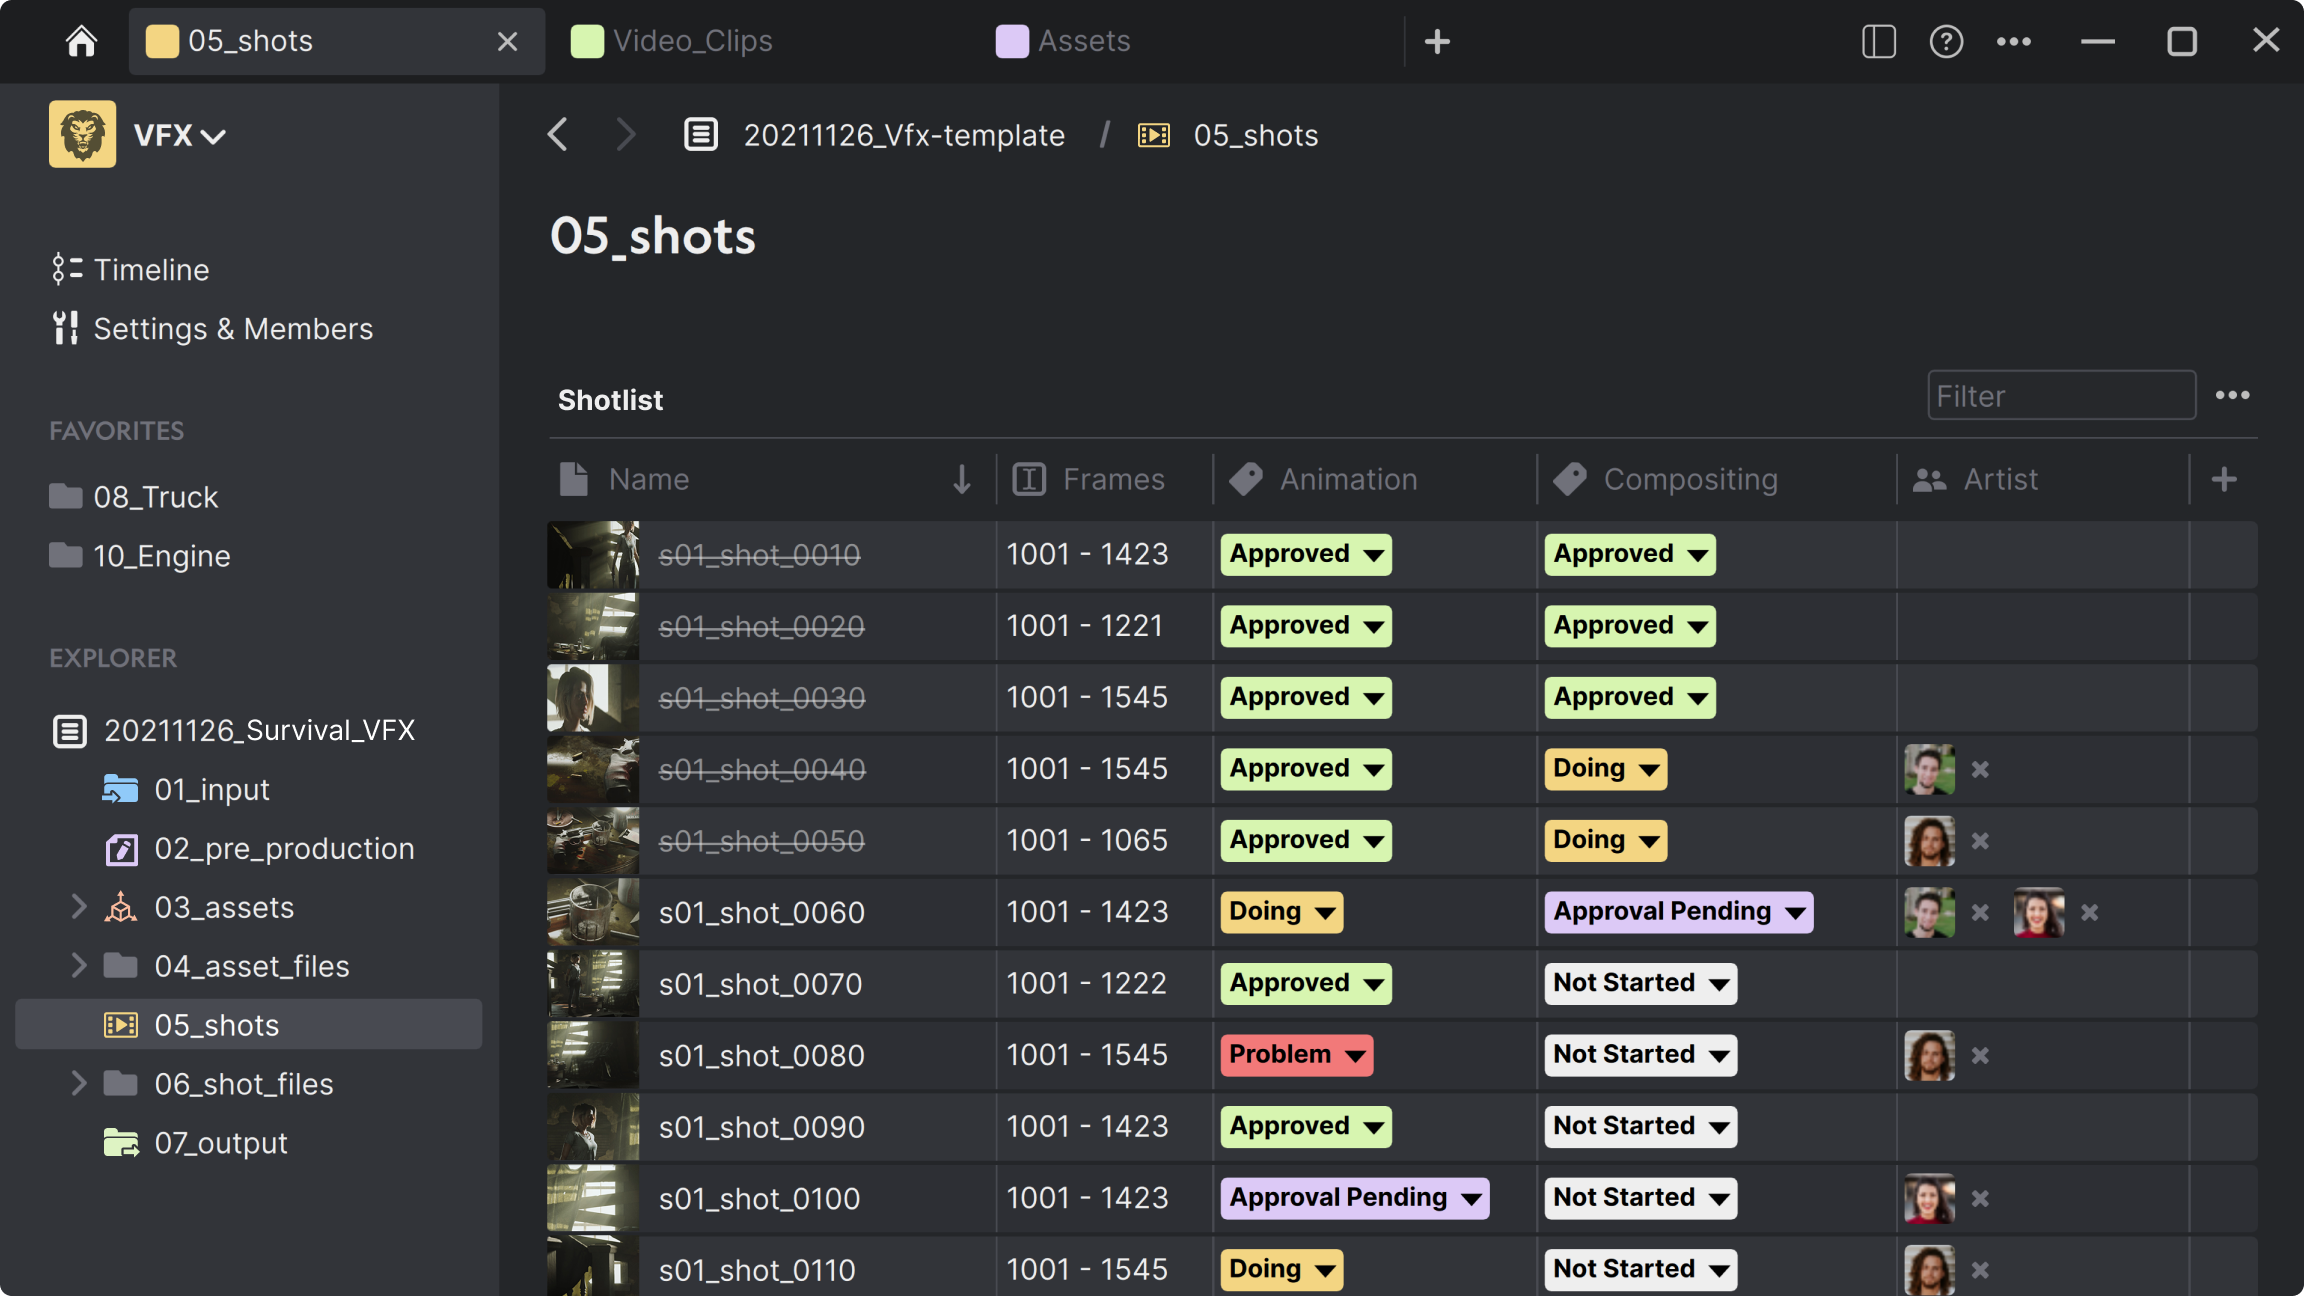 05_shots
Video_Clips
Assets
VFX
20211126_Vfx-template / 05_shots
05_shots
Timeline
Settings & Members
FAVORITES
08_Truck
10_Engine
EXPLORER
20211126_Survival_VFX
01_input
02_pre_production
03_assets
04_asset_files
05_shots
06_shot_files
07_output
Shotlist
Filter
Name Frames Animation Compositing Artist
s01_shot_0010 1001 - 1423 Approved Approved
s01_shot_0020 1001 - 1221 Approved Approved
s01_shot_0030 1001 - 1545 Approved Approved
s01_shot_0040 1001 - 1545 Approved Doing
s01_shot_0050 1001 - 1065 Approved Doing
s01_shot_0060 1001 - 1423 Doing Approval Pending
s01_shot_0070 1001 - 1222 Approved Not Started
s01_shot_0080 1001 - 1545 Problem Not Started
s01_shot_0090 1001 - 1423 Approved Not Started
s01_shot_0100 1001 - 1423 Approval Pending Not Started
s01_shot_0110 1001 - 1545 Doing Not Started